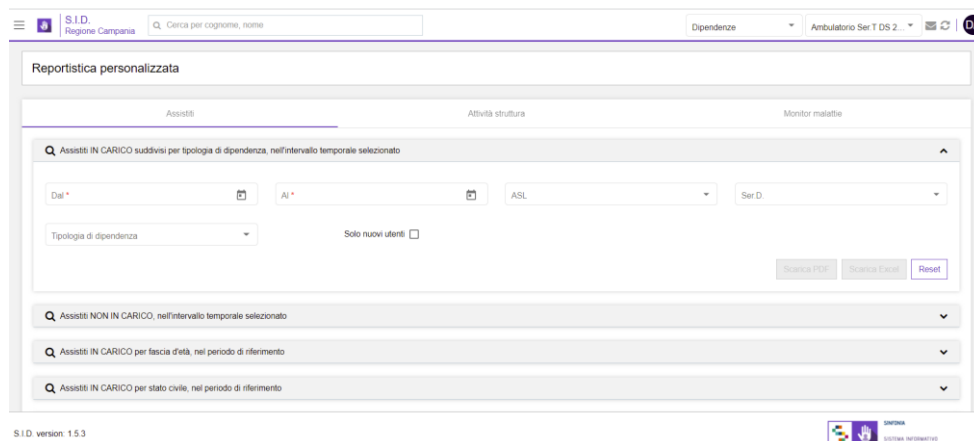 S.I.D.
Regione Campania
Cerca per cognome, nome
Dipendenze
Ambulatorio Ser.T DS 2...
D
Reportistica personalizzata
Assistiti
Attività struttura
Monitor malattie
Assistiti IN CARICO suddivisi per tipologia di dipendenza, nell'intervallo temporale selezionato
Dal *
Al *
ASL
Ser.D.
Tipologia di dipendenza
Solo nuovi utenti
Scarica PDF
Scarica Excel
Reset
Assistiti NON IN CARICO, nell'intervallo temporale selezionato
Assistiti IN CARICO per fascia d'età, nel periodo di riferimento
Assistiti IN CARICO per stato civile, nel periodo di riferimento
S.I.D. version: 1.5.3
SINFONIA
SISTEMA INFORMATIVO